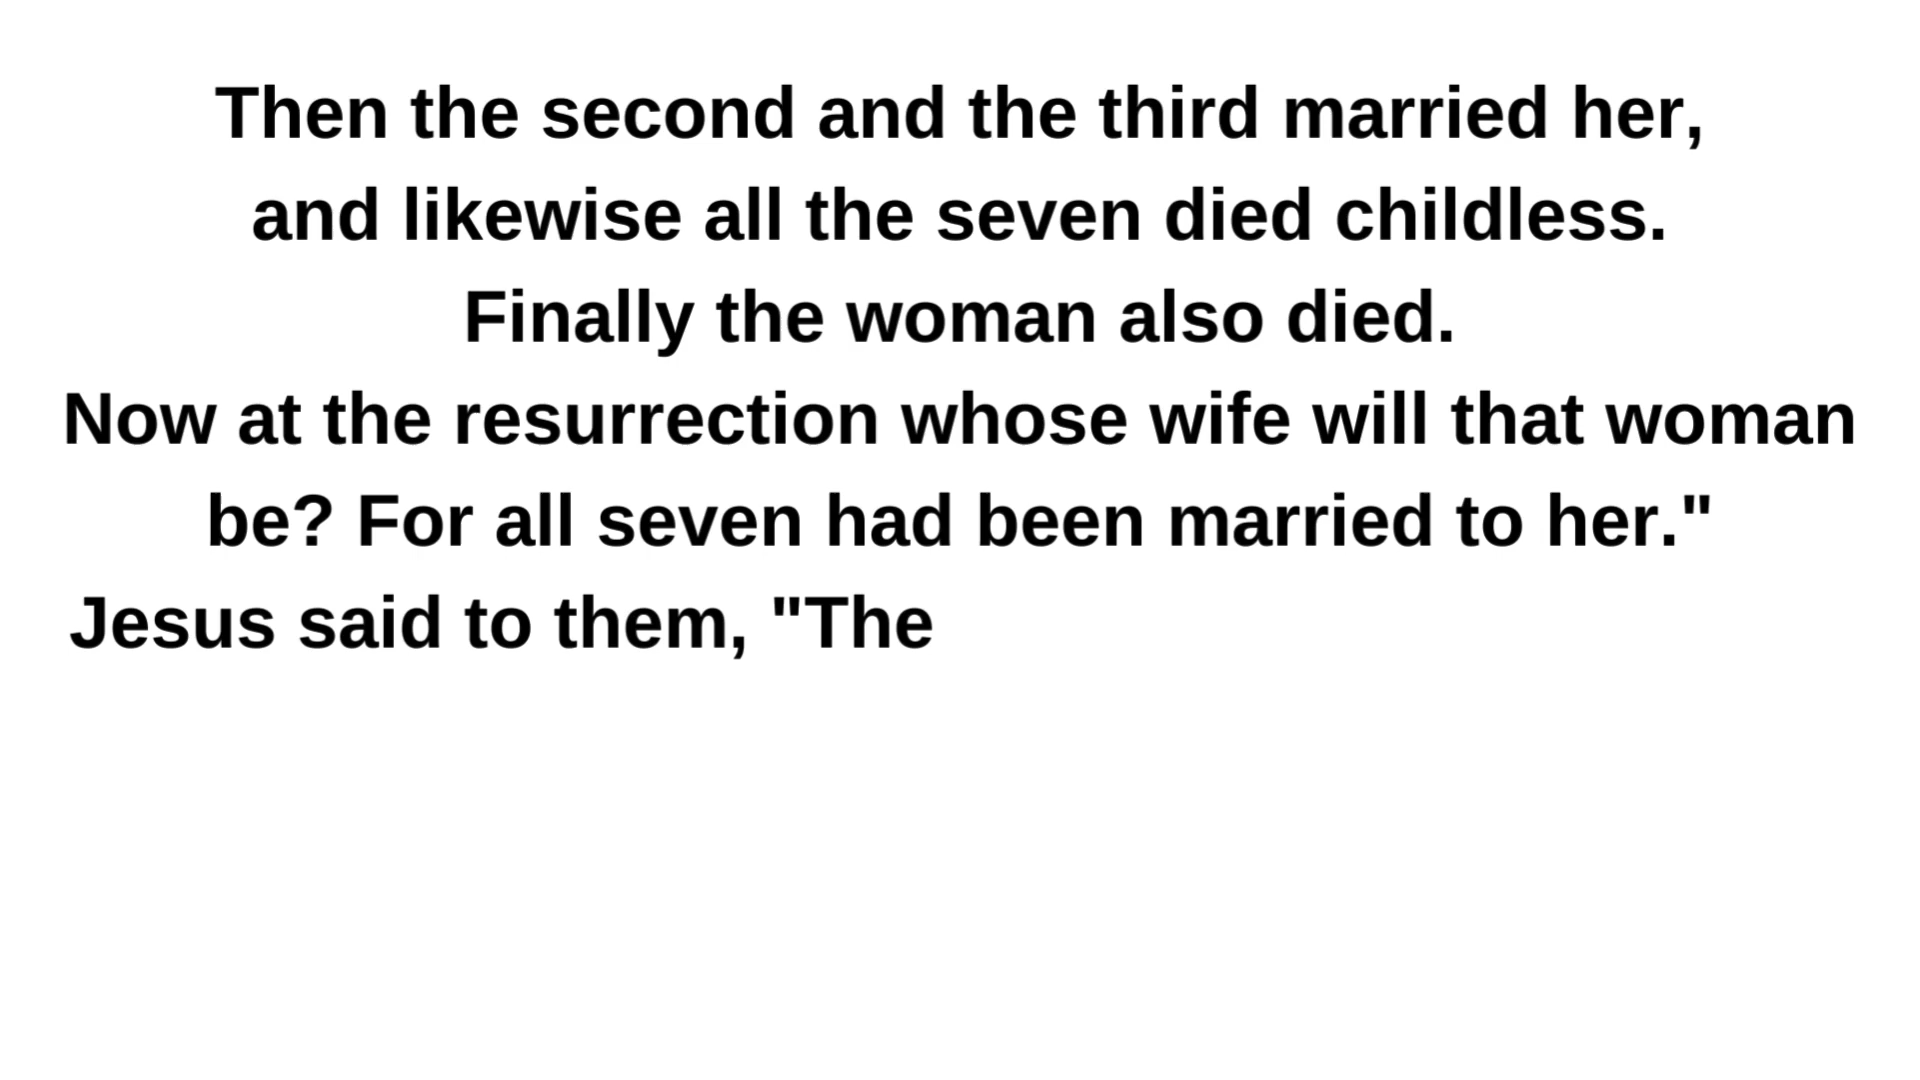 Then the second and the third married her,
and likewise all the seven died childless.
Finally the woman also died.
Now at the resurrection whose wife will that woman
be? For all seven had been married to her."
Jesus said to them, "The